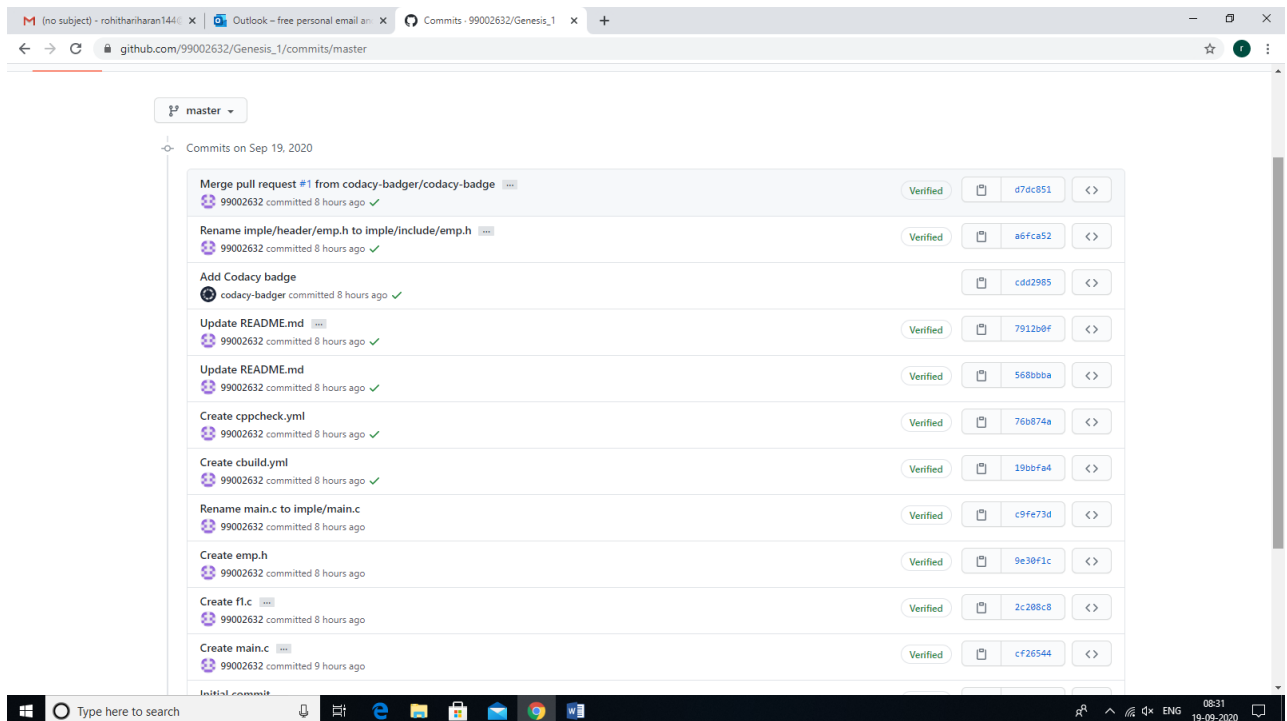 (no subject) - rohithariharan144@
Outlook – free personal email an
Commits · 99002632/Genesis_1
github.com/99002632/Genesis_1/commits/master
r
master
Commits on Sep 19, 2020
Merge pull request #1 from codacy-badger/codacy-badge ...
99002632 committed 8 hours ago
Verified
d7dc851
Rename imple/header/emp.h to imple/include/emp.h ...
99002632 committed 8 hours ago
Verified
a6fca52
Add Codacy badge
codacy-badger committed 8 hours ago
cdd2985
Update README.md ...
99002632 committed 8 hours ago
Verified
7912b0f
Update README.md
99002632 committed 8 hours ago
Verified
568bbba
Create cppcheck.yml
99002632 committed 8 hours ago
Verified
76b874a
Create cbuild.yml
99002632 committed 8 hours ago
Verified
19bbfa4
Rename main.c to imple/main.c
99002632 committed 8 hours ago
Verified
c9fe73d
Create emp.h
99002632 committed 8 hours ago
Verified
9e30f1c
Create f1.c ...
99002632 committed 8 hours ago
Verified
2c208c8
Create main.c ...
99002632 committed 9 hours ago
Verified
cf26544
Initial commit
Type here to search
ENG
08:31
19-09-2020